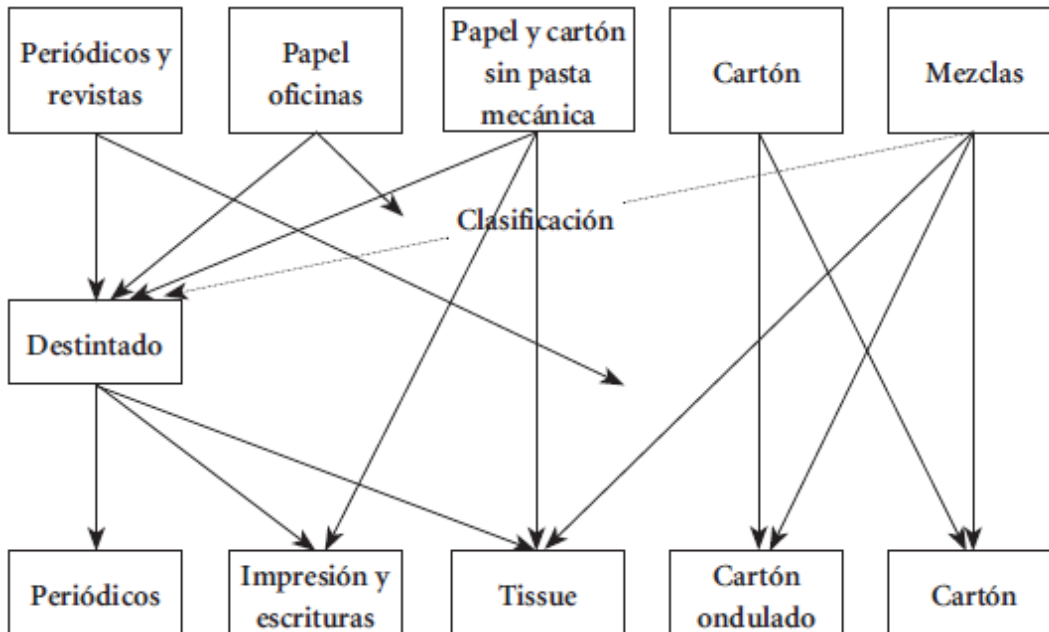 Periódicos y
revistas
Papel
oficinas
Papel y cartón
sin pasta
mecánica
Cartón
Mezclas
Clasificación
Destintado
Periódicos
Impresión y
escrituras
Tissue
Cartón
ondulado
Cartón